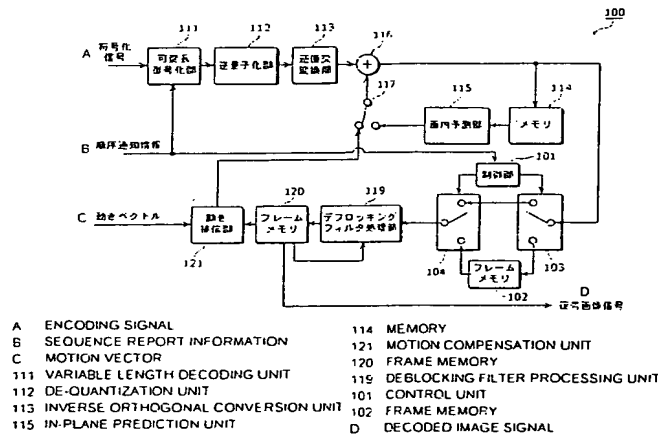 100
111
112
113
116
A 符号化
信号
可変長
復号化部
逆量子化部
逆直交
変換部
117
115
114
面内予測部
メモリ
B 順序通知情報
101
制御部
120
119
C 動きベクトル
動き
補償部
フレーム
メモリ
デブロッキング
フィルタ処理部
121
104
103
フレーム
メモリ
102
D
復号画像信号
A ENCODING SIGNAL
B SEQUENCE REPORT INFORMATION
C MOTION VECTOR
111 VARIABLE LENGTH DECODING UNIT
112 DE-QUANTIZATION UNIT
113 INVERSE ORTHOGONAL CONVERSION UNIT
115 IN-PLANE PREDICTION UNIT
114 MEMORY
121 MOTION COMPENSATION UNIT
120 FRAME MEMORY
119 DEBLOCKING FILTER PROCESSING UNIT
101 CONTROL UNIT
102 FRAME MEMORY
D DECODED IMAGE SIGNAL